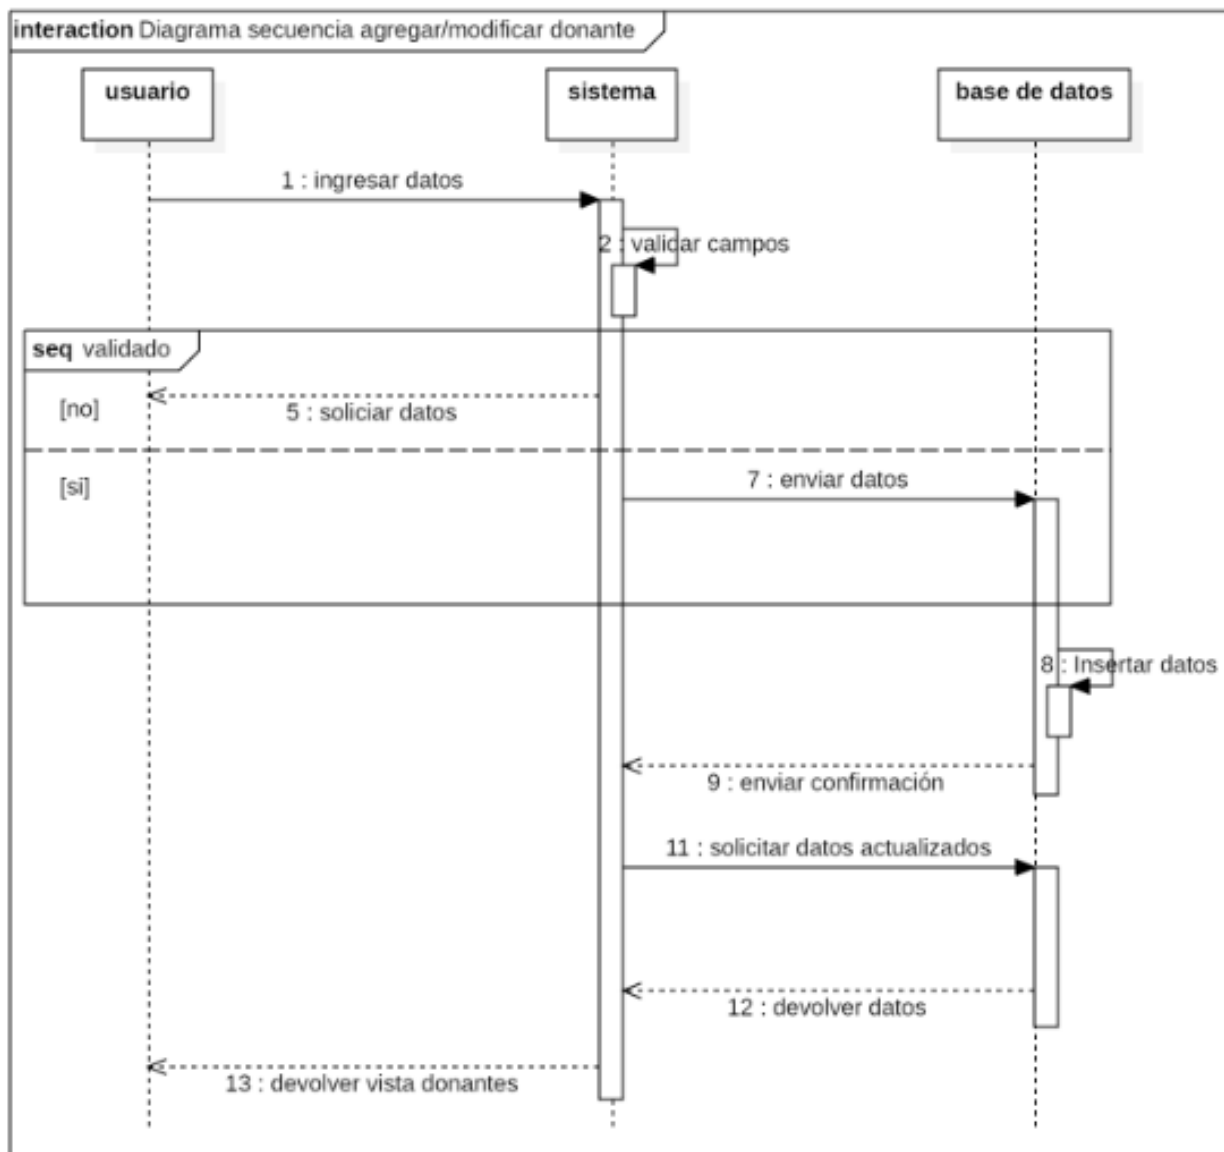 interaction Diagrama secuencia agregar/modificar donante
usuario
sistema
base de datos
1 : ingresar datos
2 : validar campos
seq validado
5 : soliciar datos
[no]
7 : enviar datos
[si]
8 : Insertar datos
9 : enviar confirmación
11 : solicitar datos actualizados
12 : devolver datos
13 : devolver vista donantes